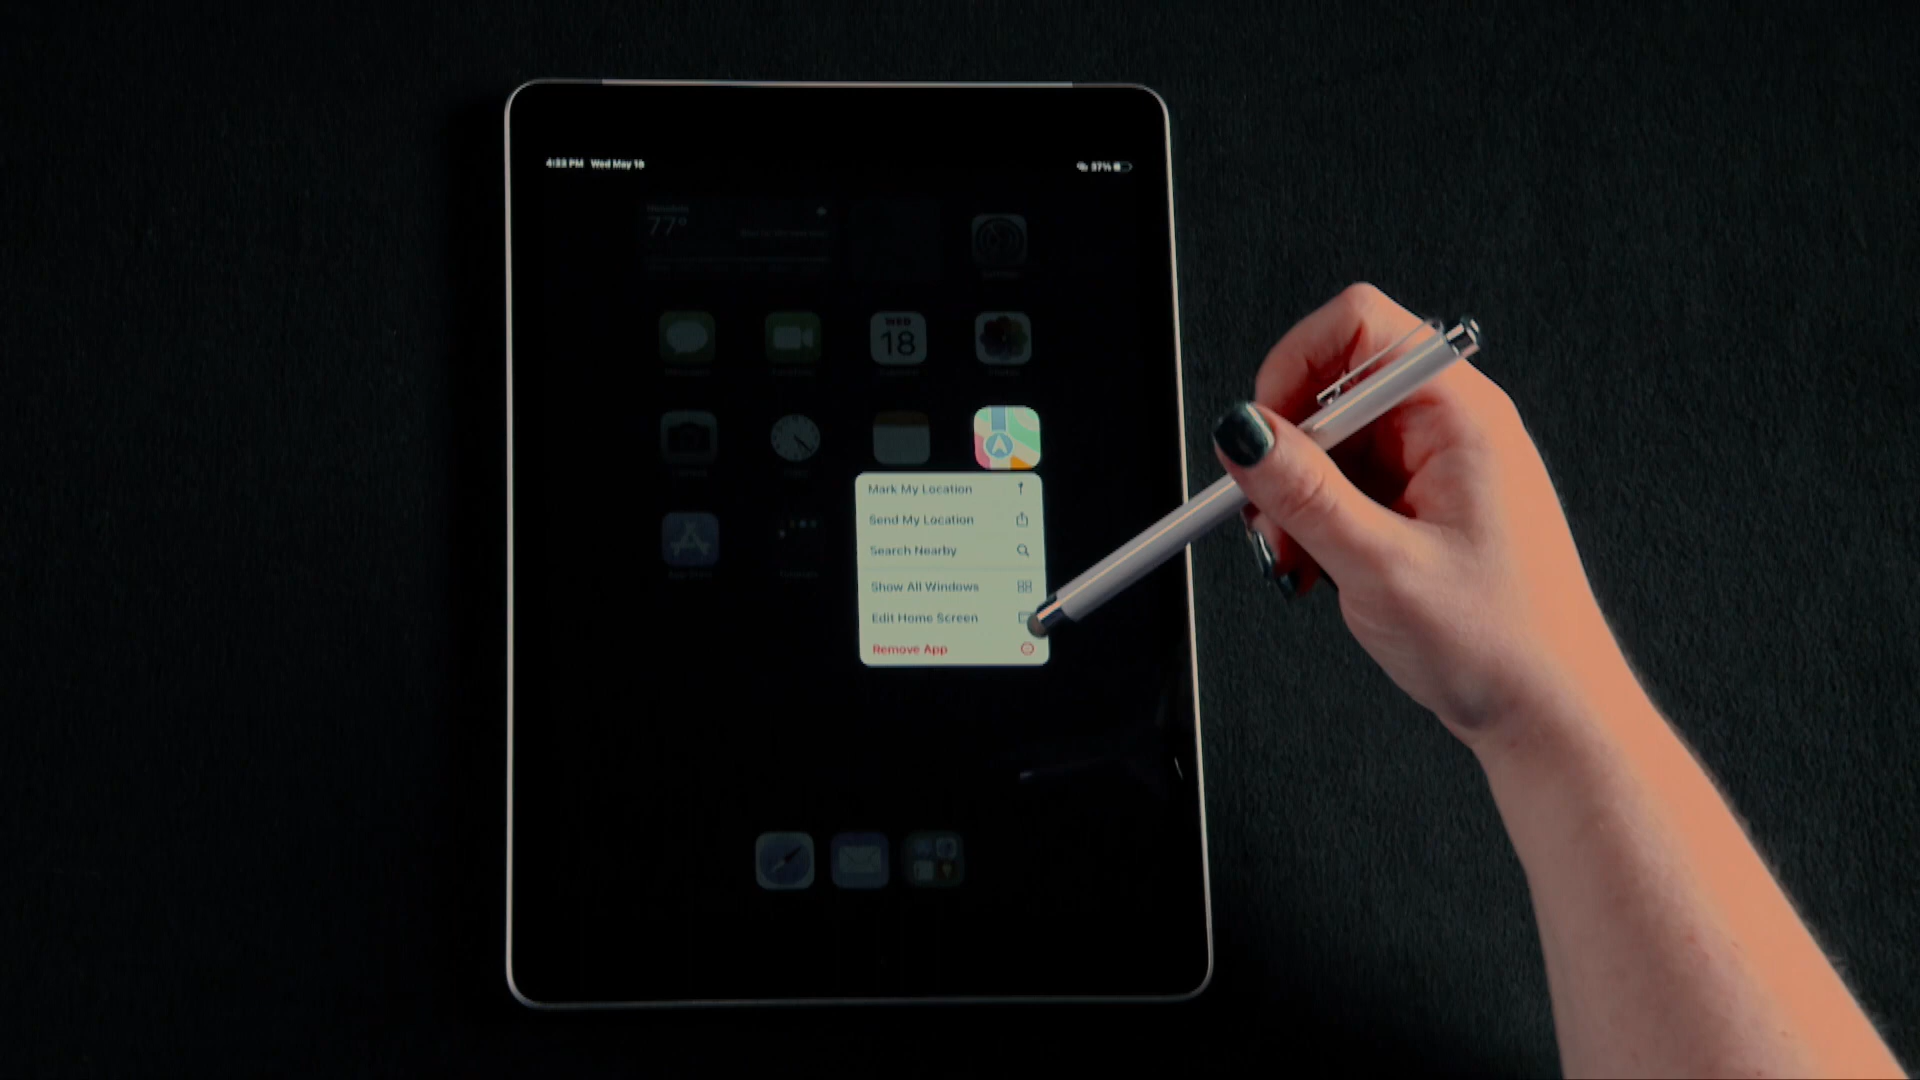 4:33 PM Wed May 18
37%
77°
WED
18
Mark My Location
Send My Location
Search Nearby
Show All Windows
Edit Home Screen
Remove App